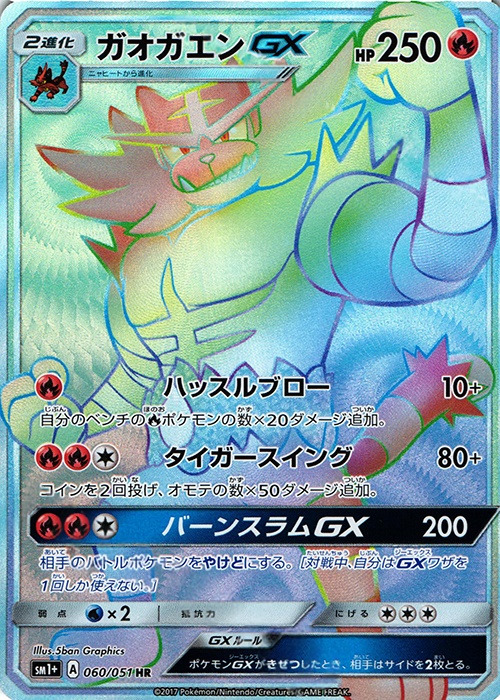 2進化
ガオガエンGX
HP250
ニャヒートから進化
ハッスルブロー 10+
自分のベンチの ポケモンの数×20ダメージ追加。
タイガースイング 80+
コインを2回投げ、オモテの数×50ダメージ追加。
バーンスラムGX 200
相手のバトルポケモンをやけどにする。[対戦中、自分はGXワザを
1回しか使えない。]
弱点 ×2 抵抗力 にげる
Illus. 5ban Graphics
GXルール
SM1+ A 060/051 HR
ポケモンGXがきぜつしたとき、相手はサイドを2枚とる。
©2017 Pokémon/Nintendo/Creatures/GAME FREAK.